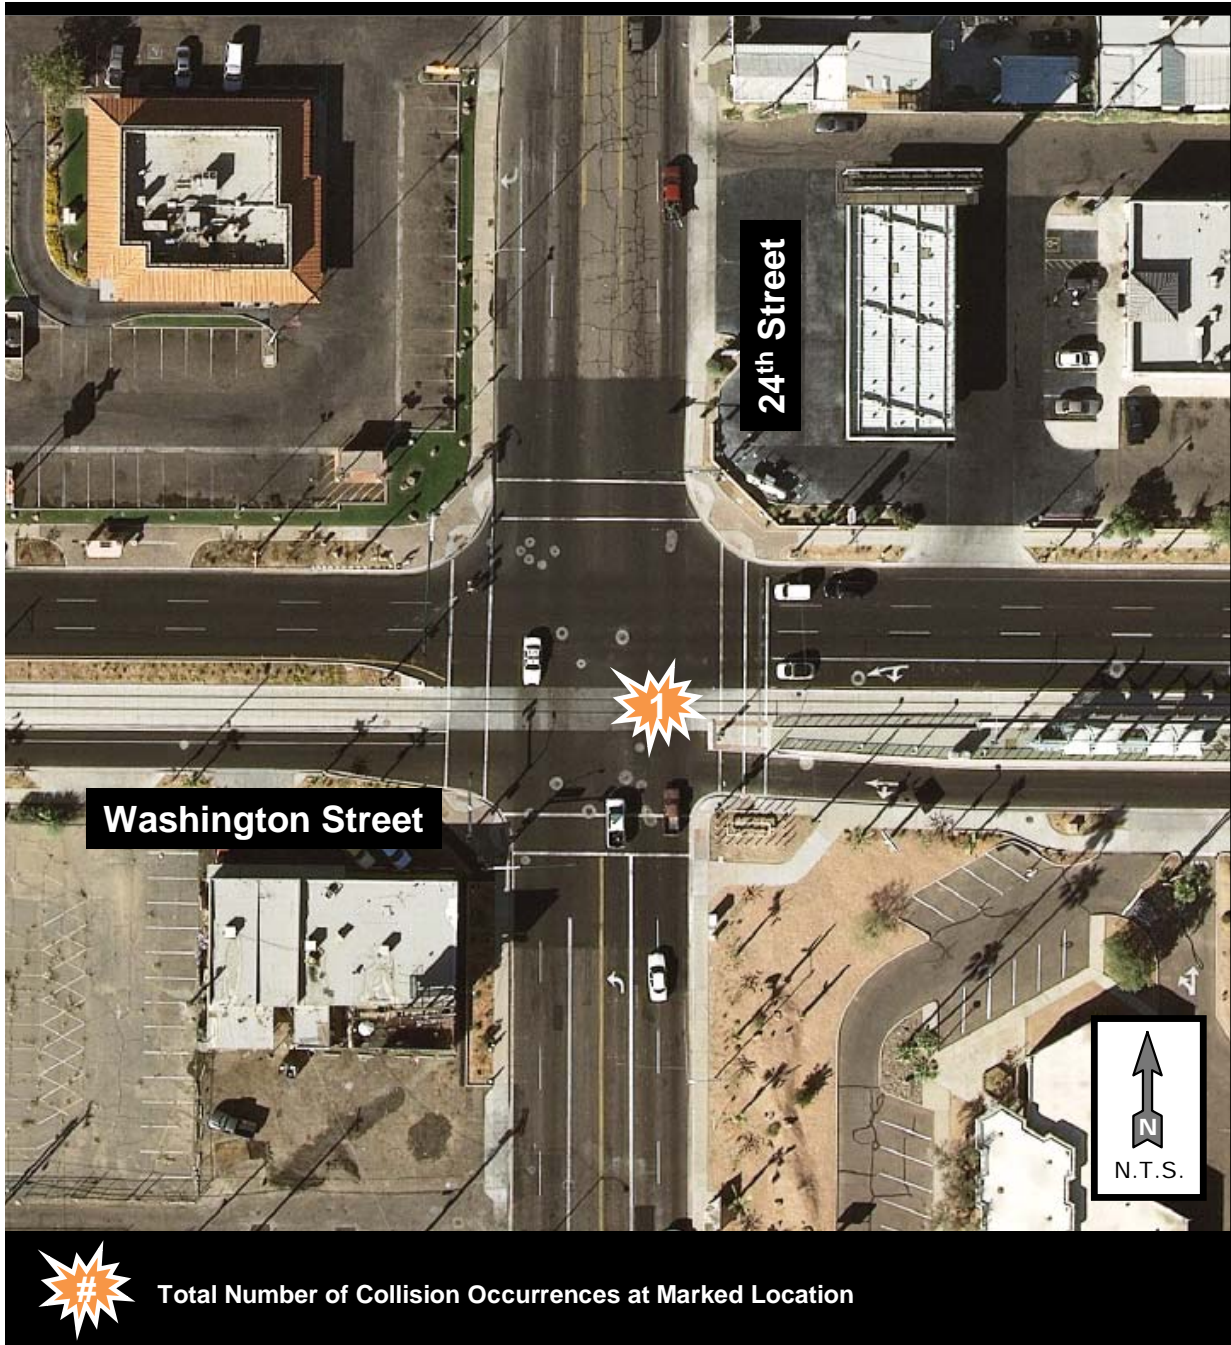 24th Street
1
Washington Street
N
N.T.S.
# Total Number of Collision Occurrences at Marked Location